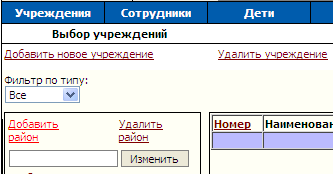 Учреждения Сотрудники Дети
Выбор учреждений
Добавить новое учреждение Удалить учреждение
Фильтр по типу:
Все
Добавить район Удалить район
Изменить
Номер